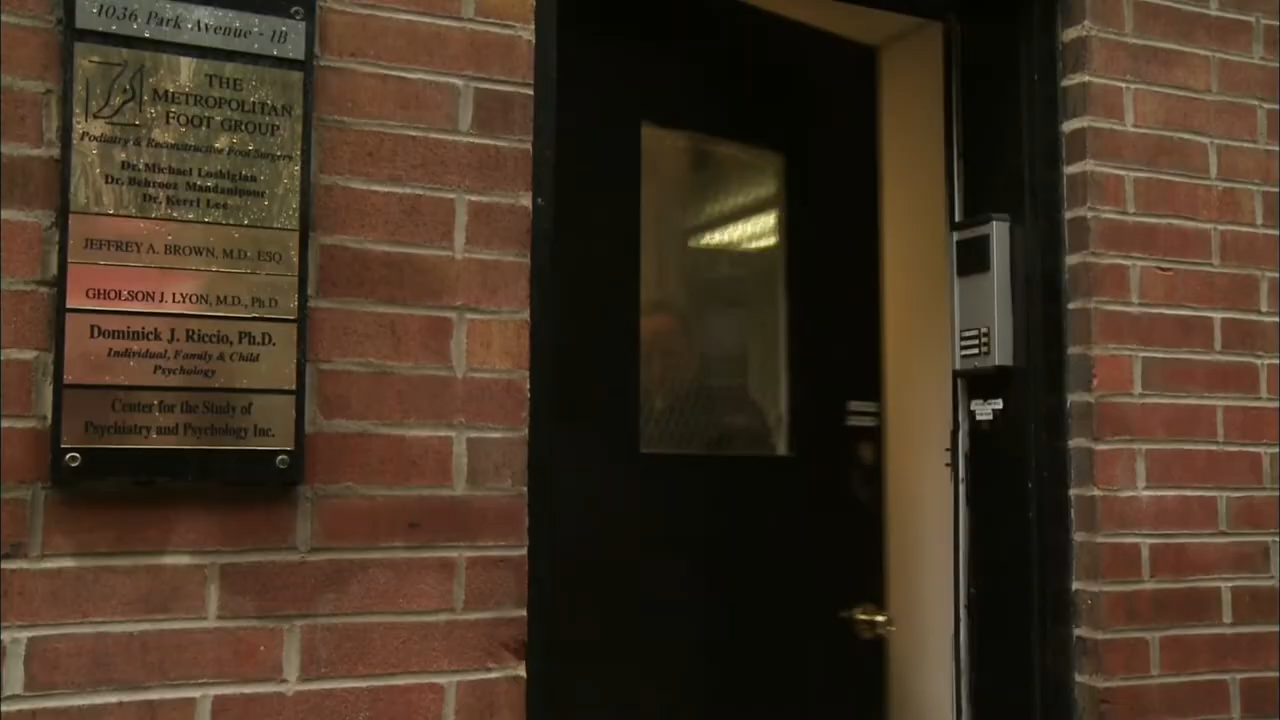 1036 Park Avenue - 1B
THE
METROPOLITAN
FOOT GROUP
Podiatry & Reconstructive Foot Surgery
Dr. Michael Loshigian
Dr. Behrooz Mandanipour
Dr. Kerri Lee
JEFFREY A. BROWN, M.D., ESQ.
GHOLSON J. LYON, M.D., Ph.D.
Dominick J. Riccio, Ph.D.
Individual, Family & Child
Psychology
Center for the Study of
Psychiatry and Psychology Inc.